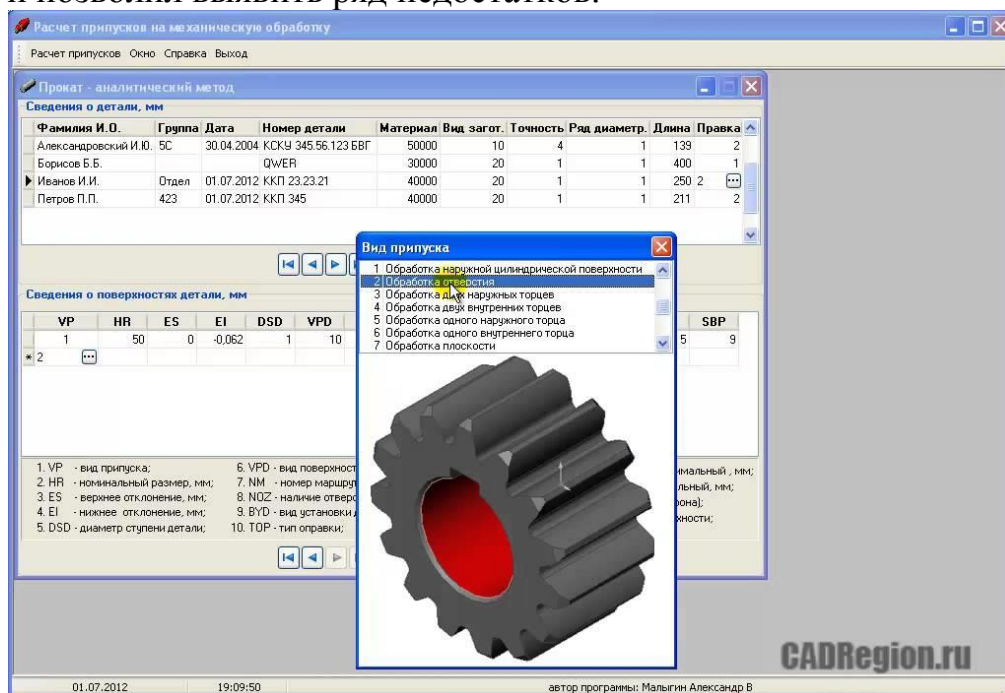 и позволил выявить ряд недостатков:
Расчет припусков на механическую обработку
Расчет припусков Окно Справка Выход
Прокат - аналитический метод
Сведения о детали, мм
Фамилия И.О. Группа Дата Номер детали Материал Вид загот. Точность Ряд диаметр. Длина Правка
Александровский И.Ю. 5С 30.04.2004 КСКУ 345.56.123 БВГ 50000 10 4 1 139 2
Борисов Б.Б. QWER 30000 20 1 1 400 1
Иванов И.И. Отдел 01.07.2012 ККП 23.23.21 40000 20 1 1 250 2 ...
Петров П.П. 423 01.07.2012 ККП 345 40000 20 1 1 211 2
Вид припуска
1 Обработка наружной цилиндрической поверхности
2 Обработка отверстия
3 Обработка двух наружных торцев
4 Обработка двух внутренних торцев
5 Обработка одного наружного торца
6 Обработка одного внутреннего торца
7 Обработка плоскости
Сведения о поверхностях детали, мм
VP HR ES EI DSD VPD SBP
1 50 0 -0,062 1 10 5 9
* 2 ...
1. VP - вид припуска; 6. VPD - вид поверхност имальный , мм;
2. HR - номинальный размер, мм; 7. NM - номер маршру льный, мм;
3. ES - верхнее отклонение, мм; 8. NOZ - наличие отверс рона);
4. EI - нижнее отклонение, мм; 9. BYD - вид установки хности;
5. DSD - диаметр ступени детали; 10. TOP - тип оправки;
CADRegion.ru
01.07.2012 19:09:50 автор программы: Малыгин Александр В